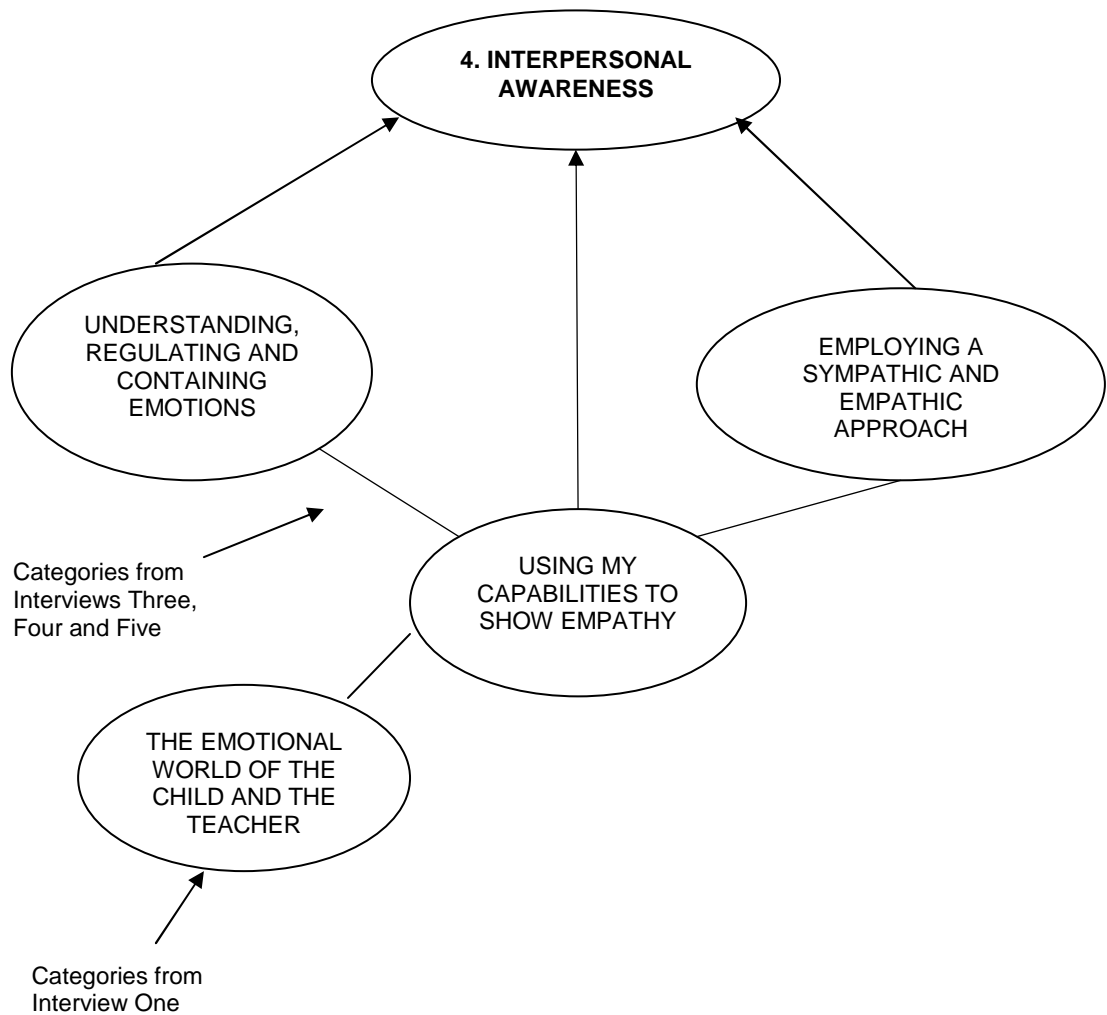 4. INTERPERSONAL
AWARENESS
UNDERSTANDING,
REGULATING AND
CONTAINING
EMOTIONS
EMPLOYING A
SYMPATHIC AND
EMPATHIC
APPROACH
Categories from
Interviews Three,
Four and Five
USING MY
CAPABILITIES TO
SHOW EMPATHY
THE EMOTIONAL
WORLD OF THE
CHILD AND THE
TEACHER
Categories from
Interview One